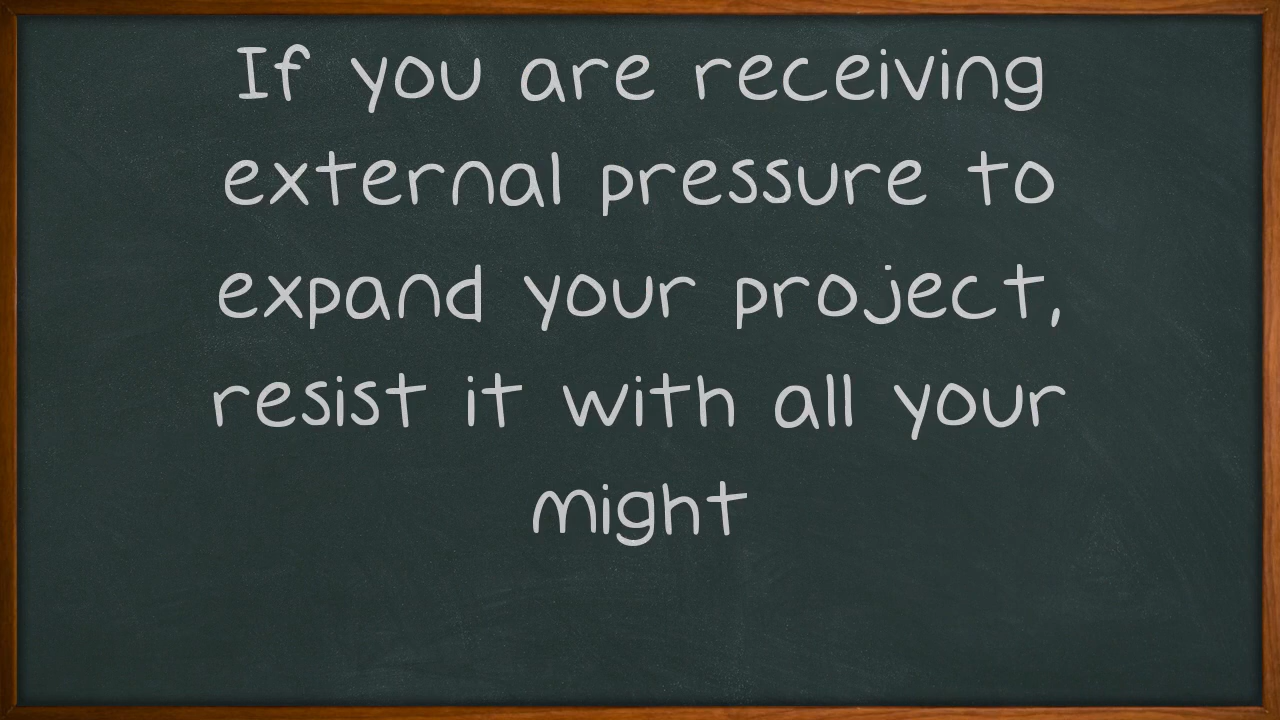 If you are receiving
external pressure to
expand your project,
resist it with all your
might